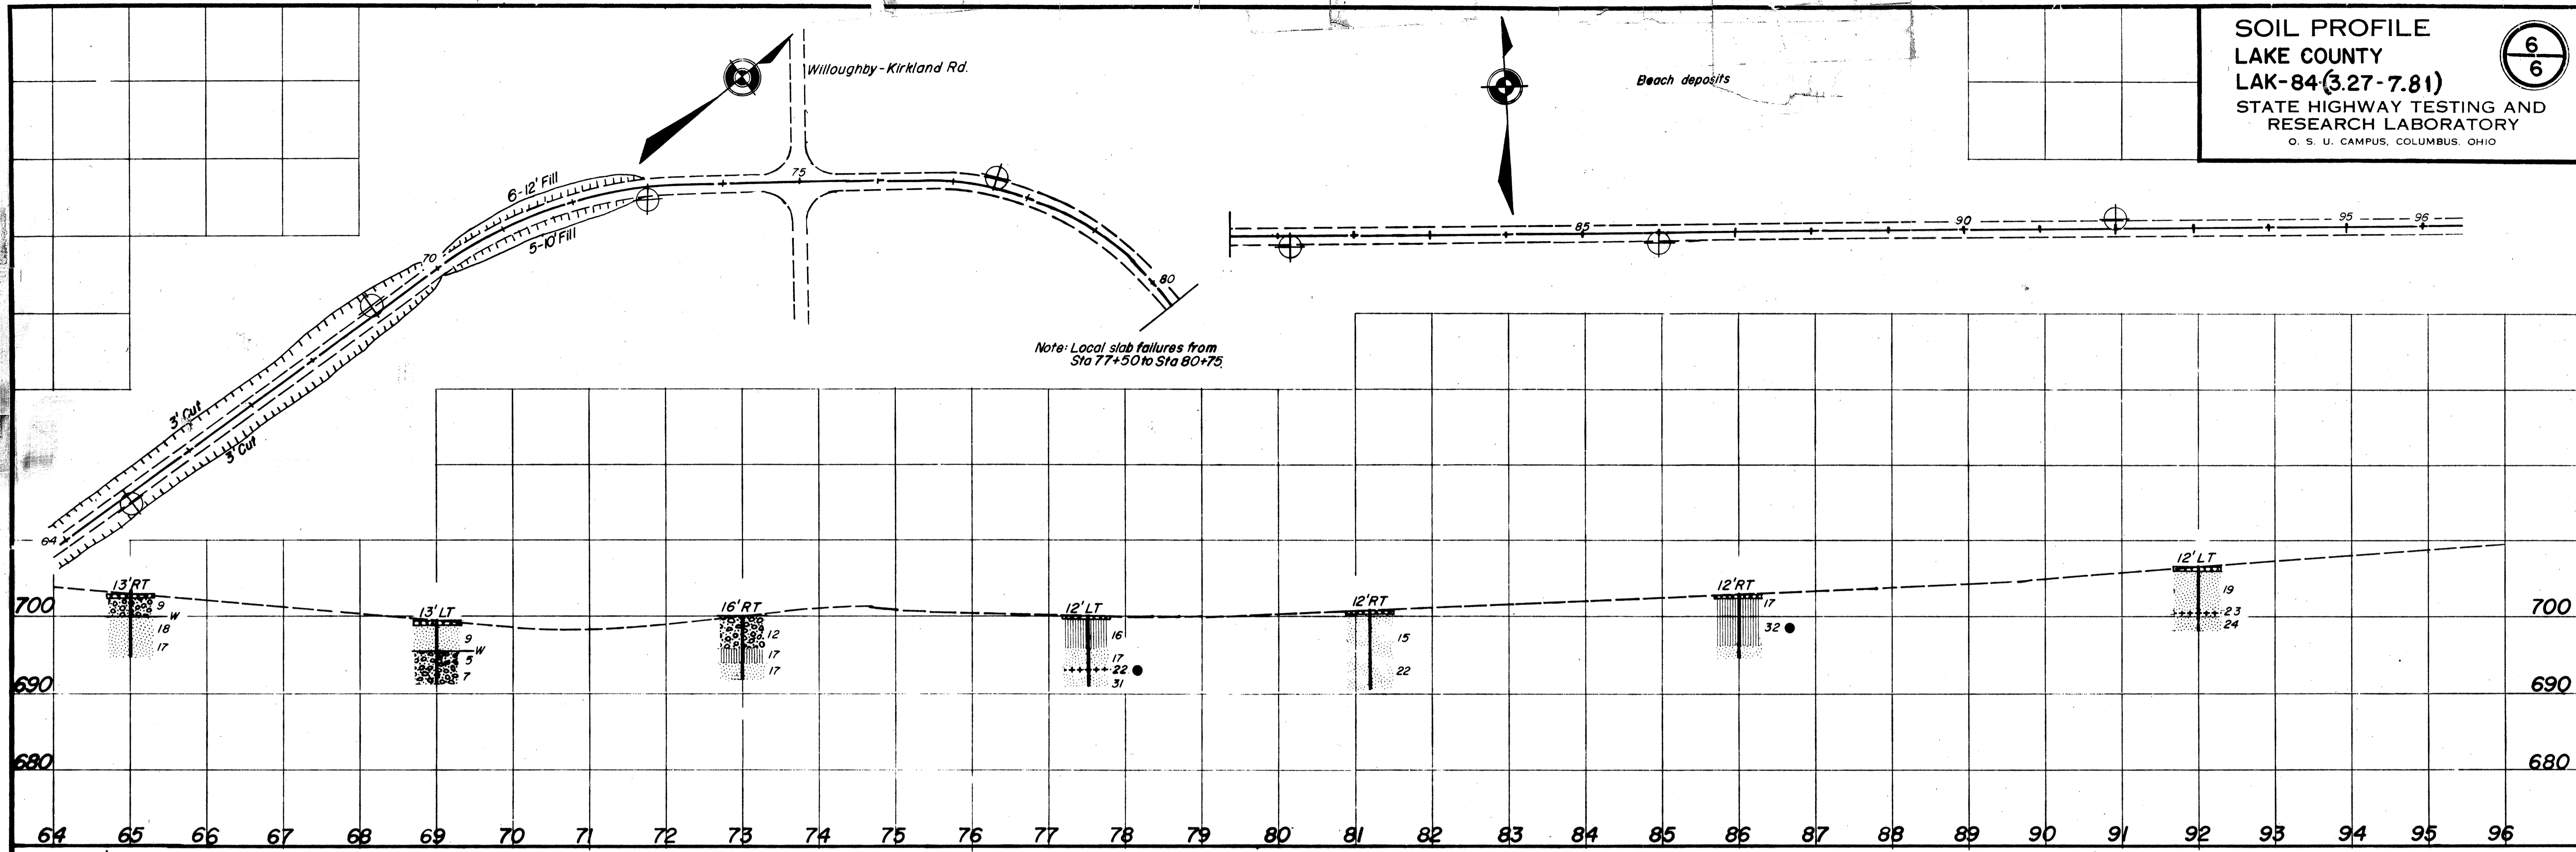 SOIL PROFILE
LAKE COUNTY
LAK-84(3.27-7.81)
STATE HIGHWAY TESTING AND
RESEARCH LABORATORY
O. S. U. CAMPUS, COLUMBUS, OHIO
6
6
Willoughby-Kirkland Rd.
Beach deposits
6-12' Fill
5-10' Fill
3' Cut
3' Cut
64
70
75
80
85
90
95
96
Note: Local slab failures from
Sta 77+50 to Sta 80+75.
13' RT
9
W
18
17
13' LT
9
W
5
7
16' RT
12
17
17
12' LT
16
17
22
31
12' RT
15
22
12' RT
17
32
12' LT
19
23
24
700
700
690
690
680
680
64 65 66 67 68 69 70 71 72 73 74 75 76 77 78 79 80 81 82 83 84 85 86 87 88 89 90 91 92 93 94 95 96